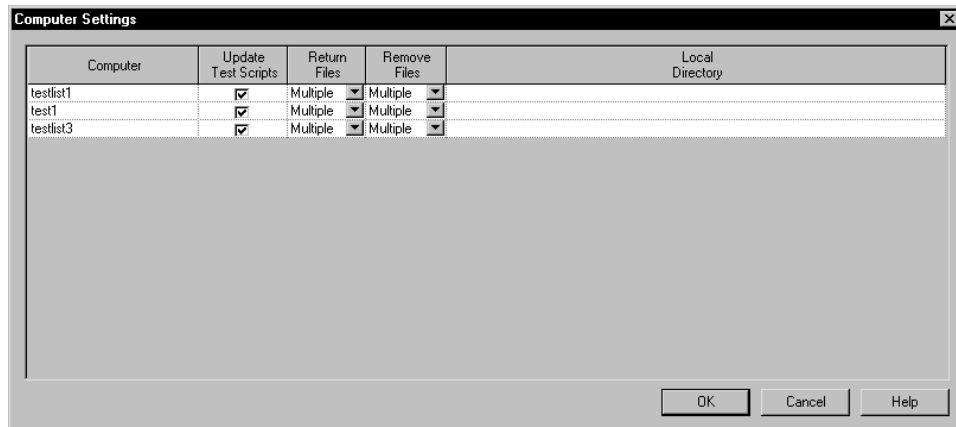 Computer Settings
Computer Update Test Scripts Return Files Remove Files Local Directory
testlist1 Multiple Multiple
test1 Multiple Multiple
testlist3 Multiple Multiple
OK Cancel Help